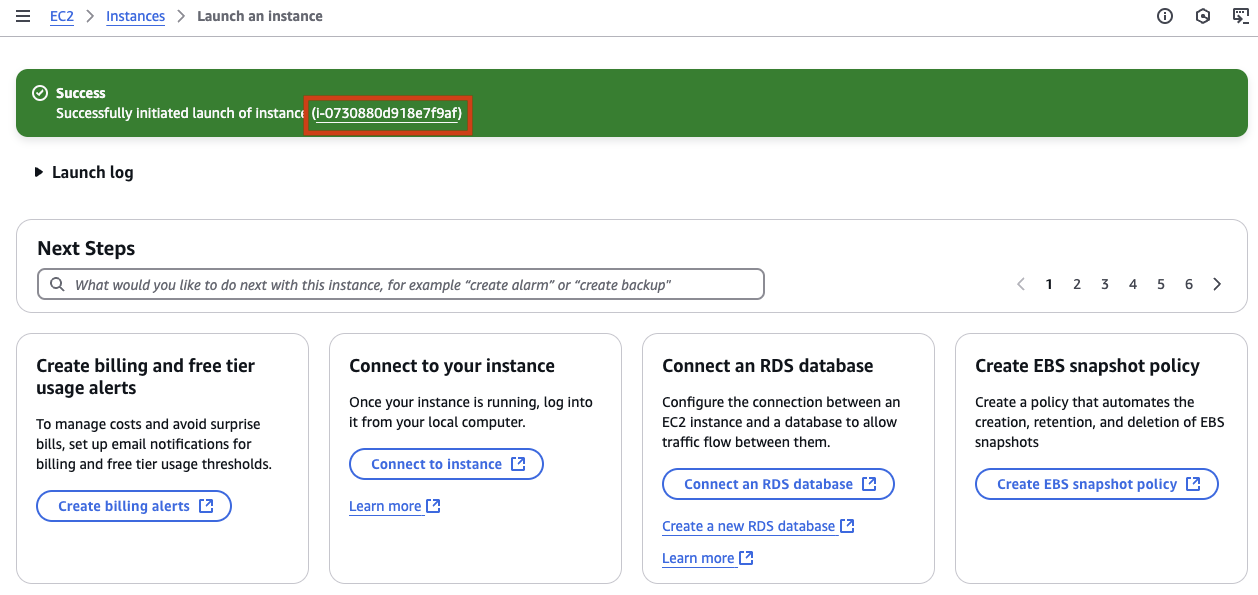 EC2 > Instances > Launch an instance
Success
Successfully initiated launch of instance (i-0730880d918e7f9af)
Launch log
Next Steps
What would you like to do next with this instance, for example “create alarm” or “create backup"
1 2 3 4 5 6
Create billing and free tier
usage alerts
To manage costs and avoid surprise
bills, set up email notifications for
billing and free tier usage thresholds.
Create billing alerts
Connect to your instance
Once your instance is running, log into
it from your local computer.
Connect to instance
Learn more
Connect an RDS database
Configure the connection between an
EC2 instance and a database to allow
traffic flow between them.
Connect an RDS database
Create a new RDS database
Learn more
Create EBS snapshot policy
Create a policy that automates the
creation, retention, and deletion of EBS
snapshots
Create EBS snapshot policy